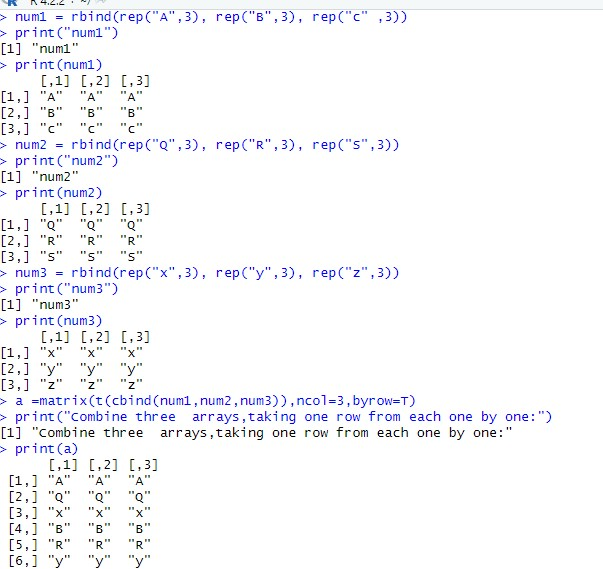 R 4.2.2 · ~/
> num1 = rbind(rep("A",3), rep("B",3), rep("c" ,3))
> print("num1")
[1] "num1"
> print(num1)
     [,1] [,2] [,3]
[1,] "A"  "A"  "A"
[2,] "B"  "B"  "B"
[3,] "c"  "c"  "c"
> num2 = rbind(rep("Q",3), rep("R",3), rep("S",3))
> print("num2")
[1] "num2"
> print(num2)
     [,1] [,2] [,3]
[1,] "Q"  "Q"  "Q"
[2,] "R"  "R"  "R"
[3,] "S"  "S"  "S"
> num3 = rbind(rep("x",3), rep("y",3), rep("z",3))
> print("num3")
[1] "num3"
> print(num3)
     [,1] [,2] [,3]
[1,] "x"  "x"  "x"
[2,] "y"  "y"  "y"
[3,] "z"  "z"  "z"
> a =matrix(t(cbind(num1,num2,num3)),ncol=3,byrow=T)
> print("Combine three  arrays,taking one row from each one by one:")
[1] "Combine three  arrays,taking one row from each one by one:"
> print(a)
      [,1] [,2] [,3]
 [1,] "A"  "A"  "A"
 [2,] "Q"  "Q"  "Q"
 [3,] "x"  "x"  "x"
 [4,] "B"  "B"  "B"
 [5,] "R"  "R"  "R"
 [6,] "y"  "y"  "y"